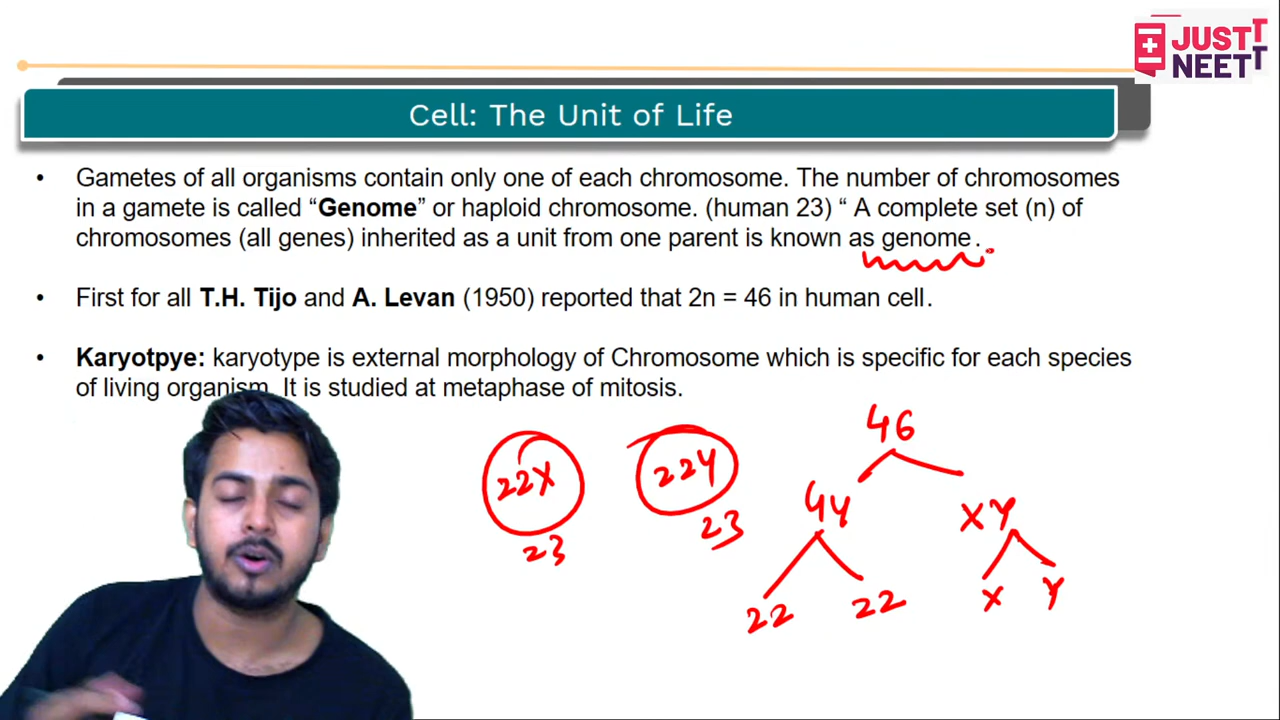 JUST
NEET
Cell: The Unit of Life
• Gametes of all organisms contain only one of each chromosome. The number of chromosomes
in a gamete is called “Genome” or haploid chromosome. (human 23) “ A complete set (n) of
chromosomes (all genes) inherited as a unit from one parent is known as genome.
• First for all T.H. Tijo and A. Levan (1950) reported that 2n = 46 in human cell.
• Karyotpye: karyotype is external morphology of Chromosome which is specific for each species
of living organism. It is studied at metaphase of mitosis.
46
22X 22Y 44 XY
23 23
22 22 X Y